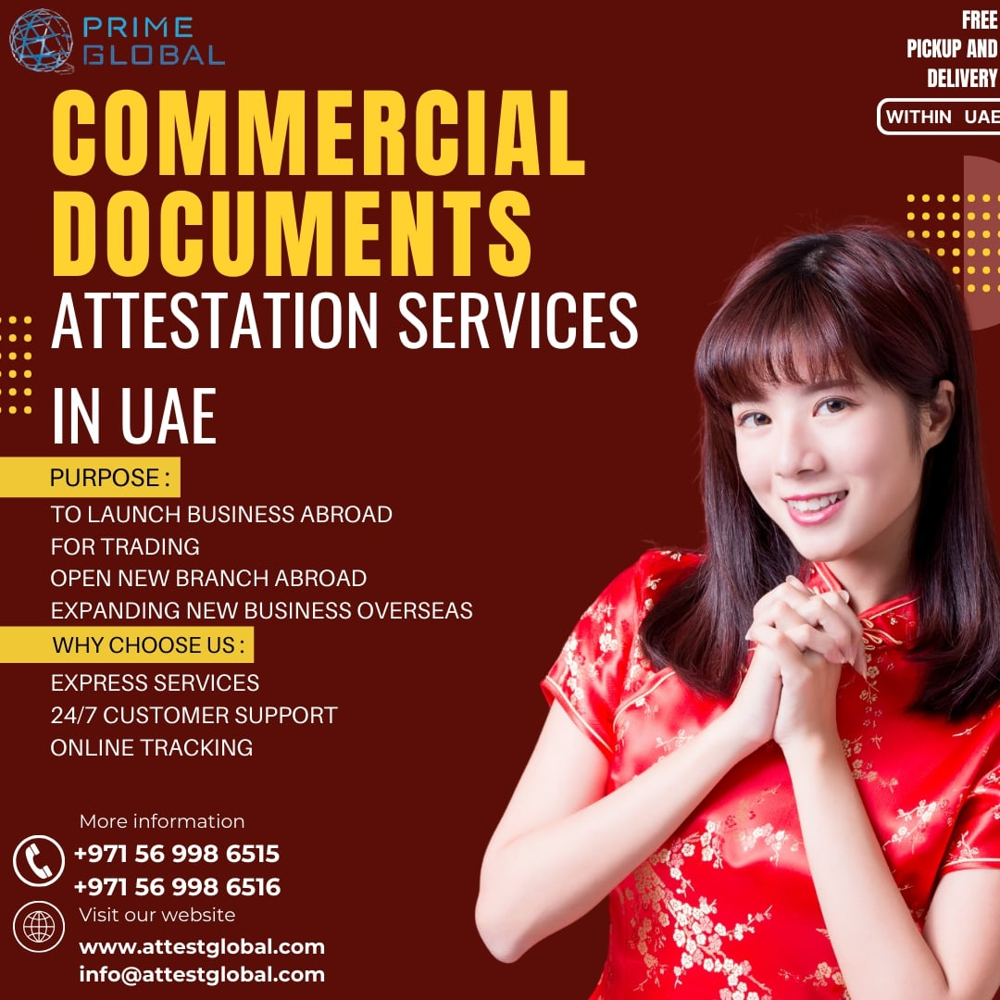 PRIME
GLOBAL
FREE
PICKUP AND
DELIVERY
WITHIN UAE
COMMERCIAL
DOCUMENTS
ATTESTATION SERVICES
IN UAE
PURPOSE :
TO LAUNCH BUSINESS ABROAD
FOR TRADING
OPEN NEW BRANCH ABROAD
EXPANDING NEW BUSINESS OVERSEAS
WHY CHOOSE US :
EXPRESS SERVICES
24/7 CUSTOMER SUPPORT
ONLINE TRACKING
More information
+971 56 998 6515
+971 56 998 6516
Visit our website
www.attestglobal.com
info@attestglobal.com